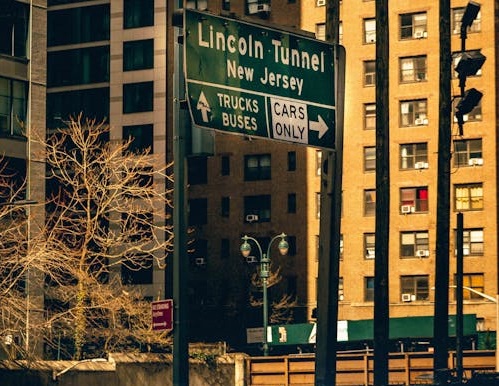 Lincoln Tunnel
New Jersey
TRUCKS
BUSES
CARS
ONLY